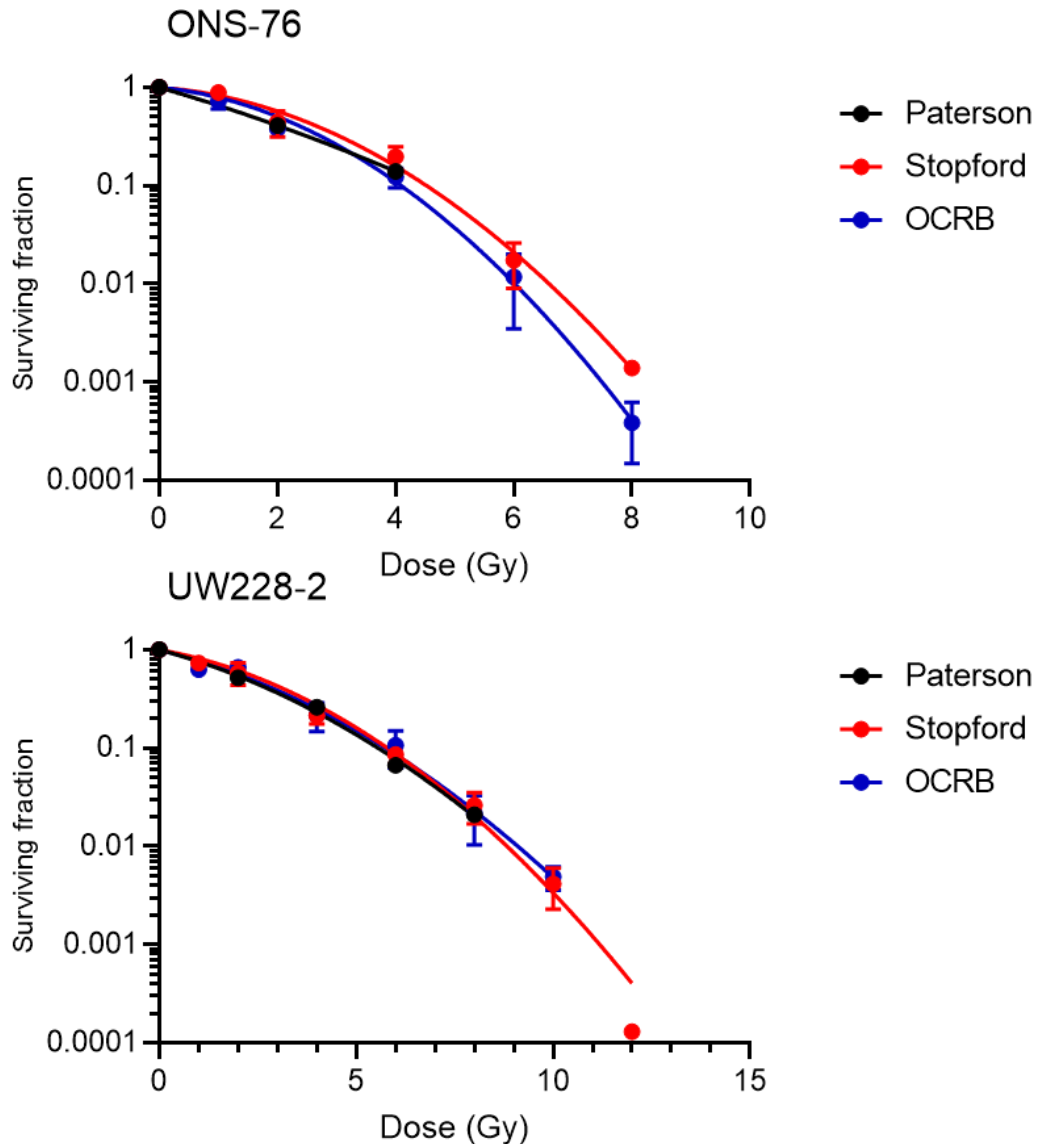 ONS-76
1
0.1
0.01
0.001
0.0001
Surviving fraction
0 2 4 6 8 10
Dose (Gy)
Paterson
Stopford
OCRB
UW228-2
1
0.1
0.01
0.001
0.0001
Surviving fraction
0 5 10 15
Dose (Gy)
Paterson
Stopford
OCRB